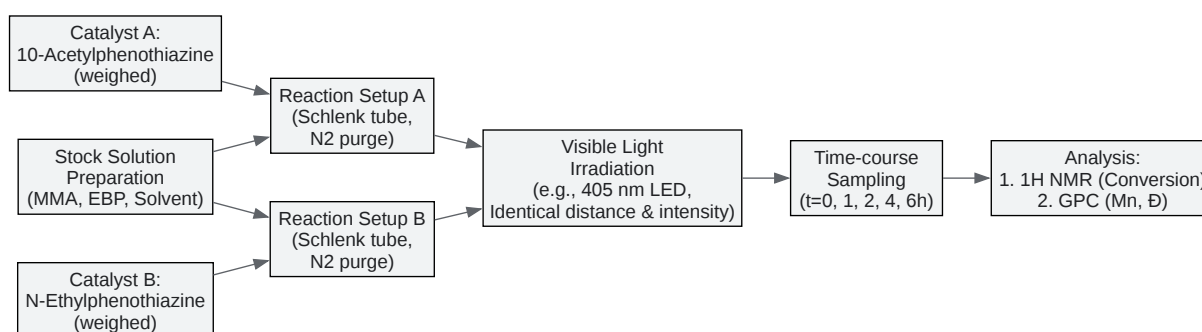 Catalyst A:
10-Acetylphenothiazine
(weighed)
Stock Solution
Preparation
(MMA, EBP, Solvent)
Catalyst B:
N-Ethylphenothiazine
(weighed)
Reaction Setup A
(Schlenk tube,
N2 purge)
Reaction Setup B
(Schlenk tube,
N2 purge)
Visible Light
Irradiation
(e.g., 405 nm LED,
Identical distance & intensity)
Time-course
Sampling
(t=0, 1, 2, 4, 6h)
Analysis:
1. 1H NMR (Conversion)
2. GPC (Mn, Đ)